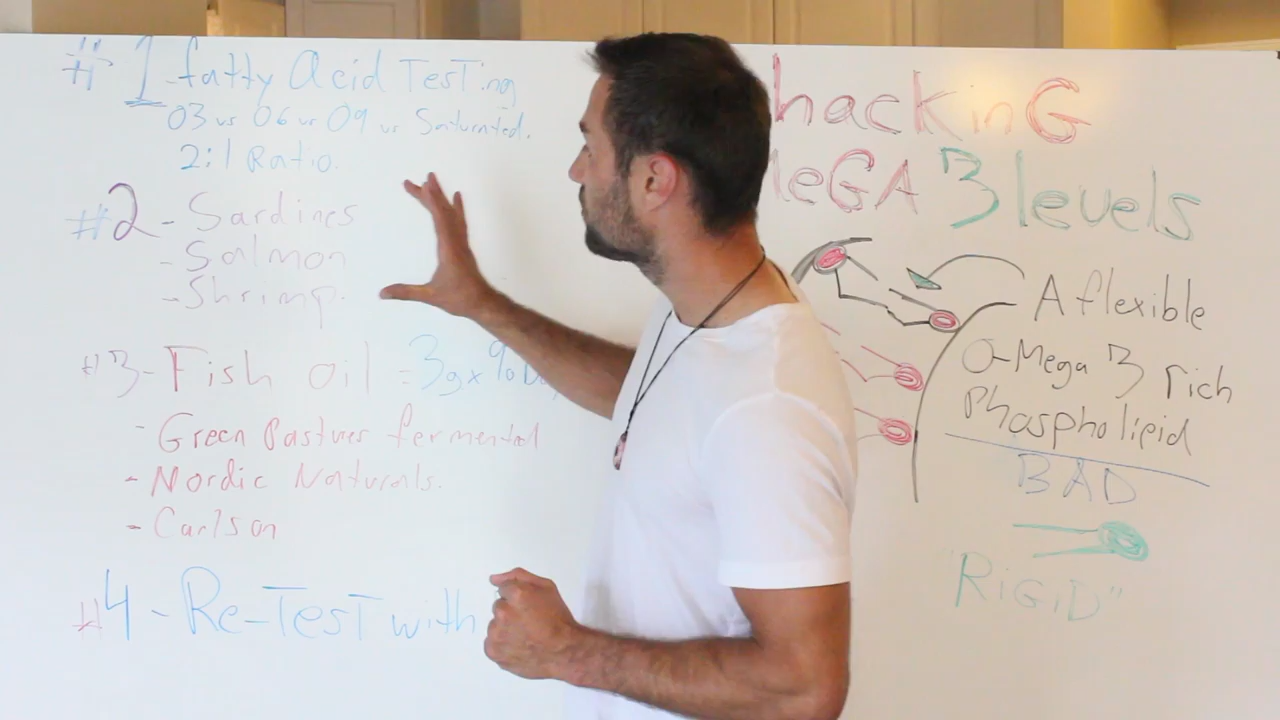 #1 fatty Acid Testing
03 vs 06 vs 09 vs Saturated.
2:1 Ratio.
#2 - Sardines
- Salmon
- Shrimp.
#3 - Fish oil = 3g x %
- Green Pastures fermented
- Nordic Naturals.
- Carlson
#4 - Re-Test with
hackinG
MeGA 3 levels
A flexible
O-Mega 3 rich
Phospholipid
BAD
"RiGiD"